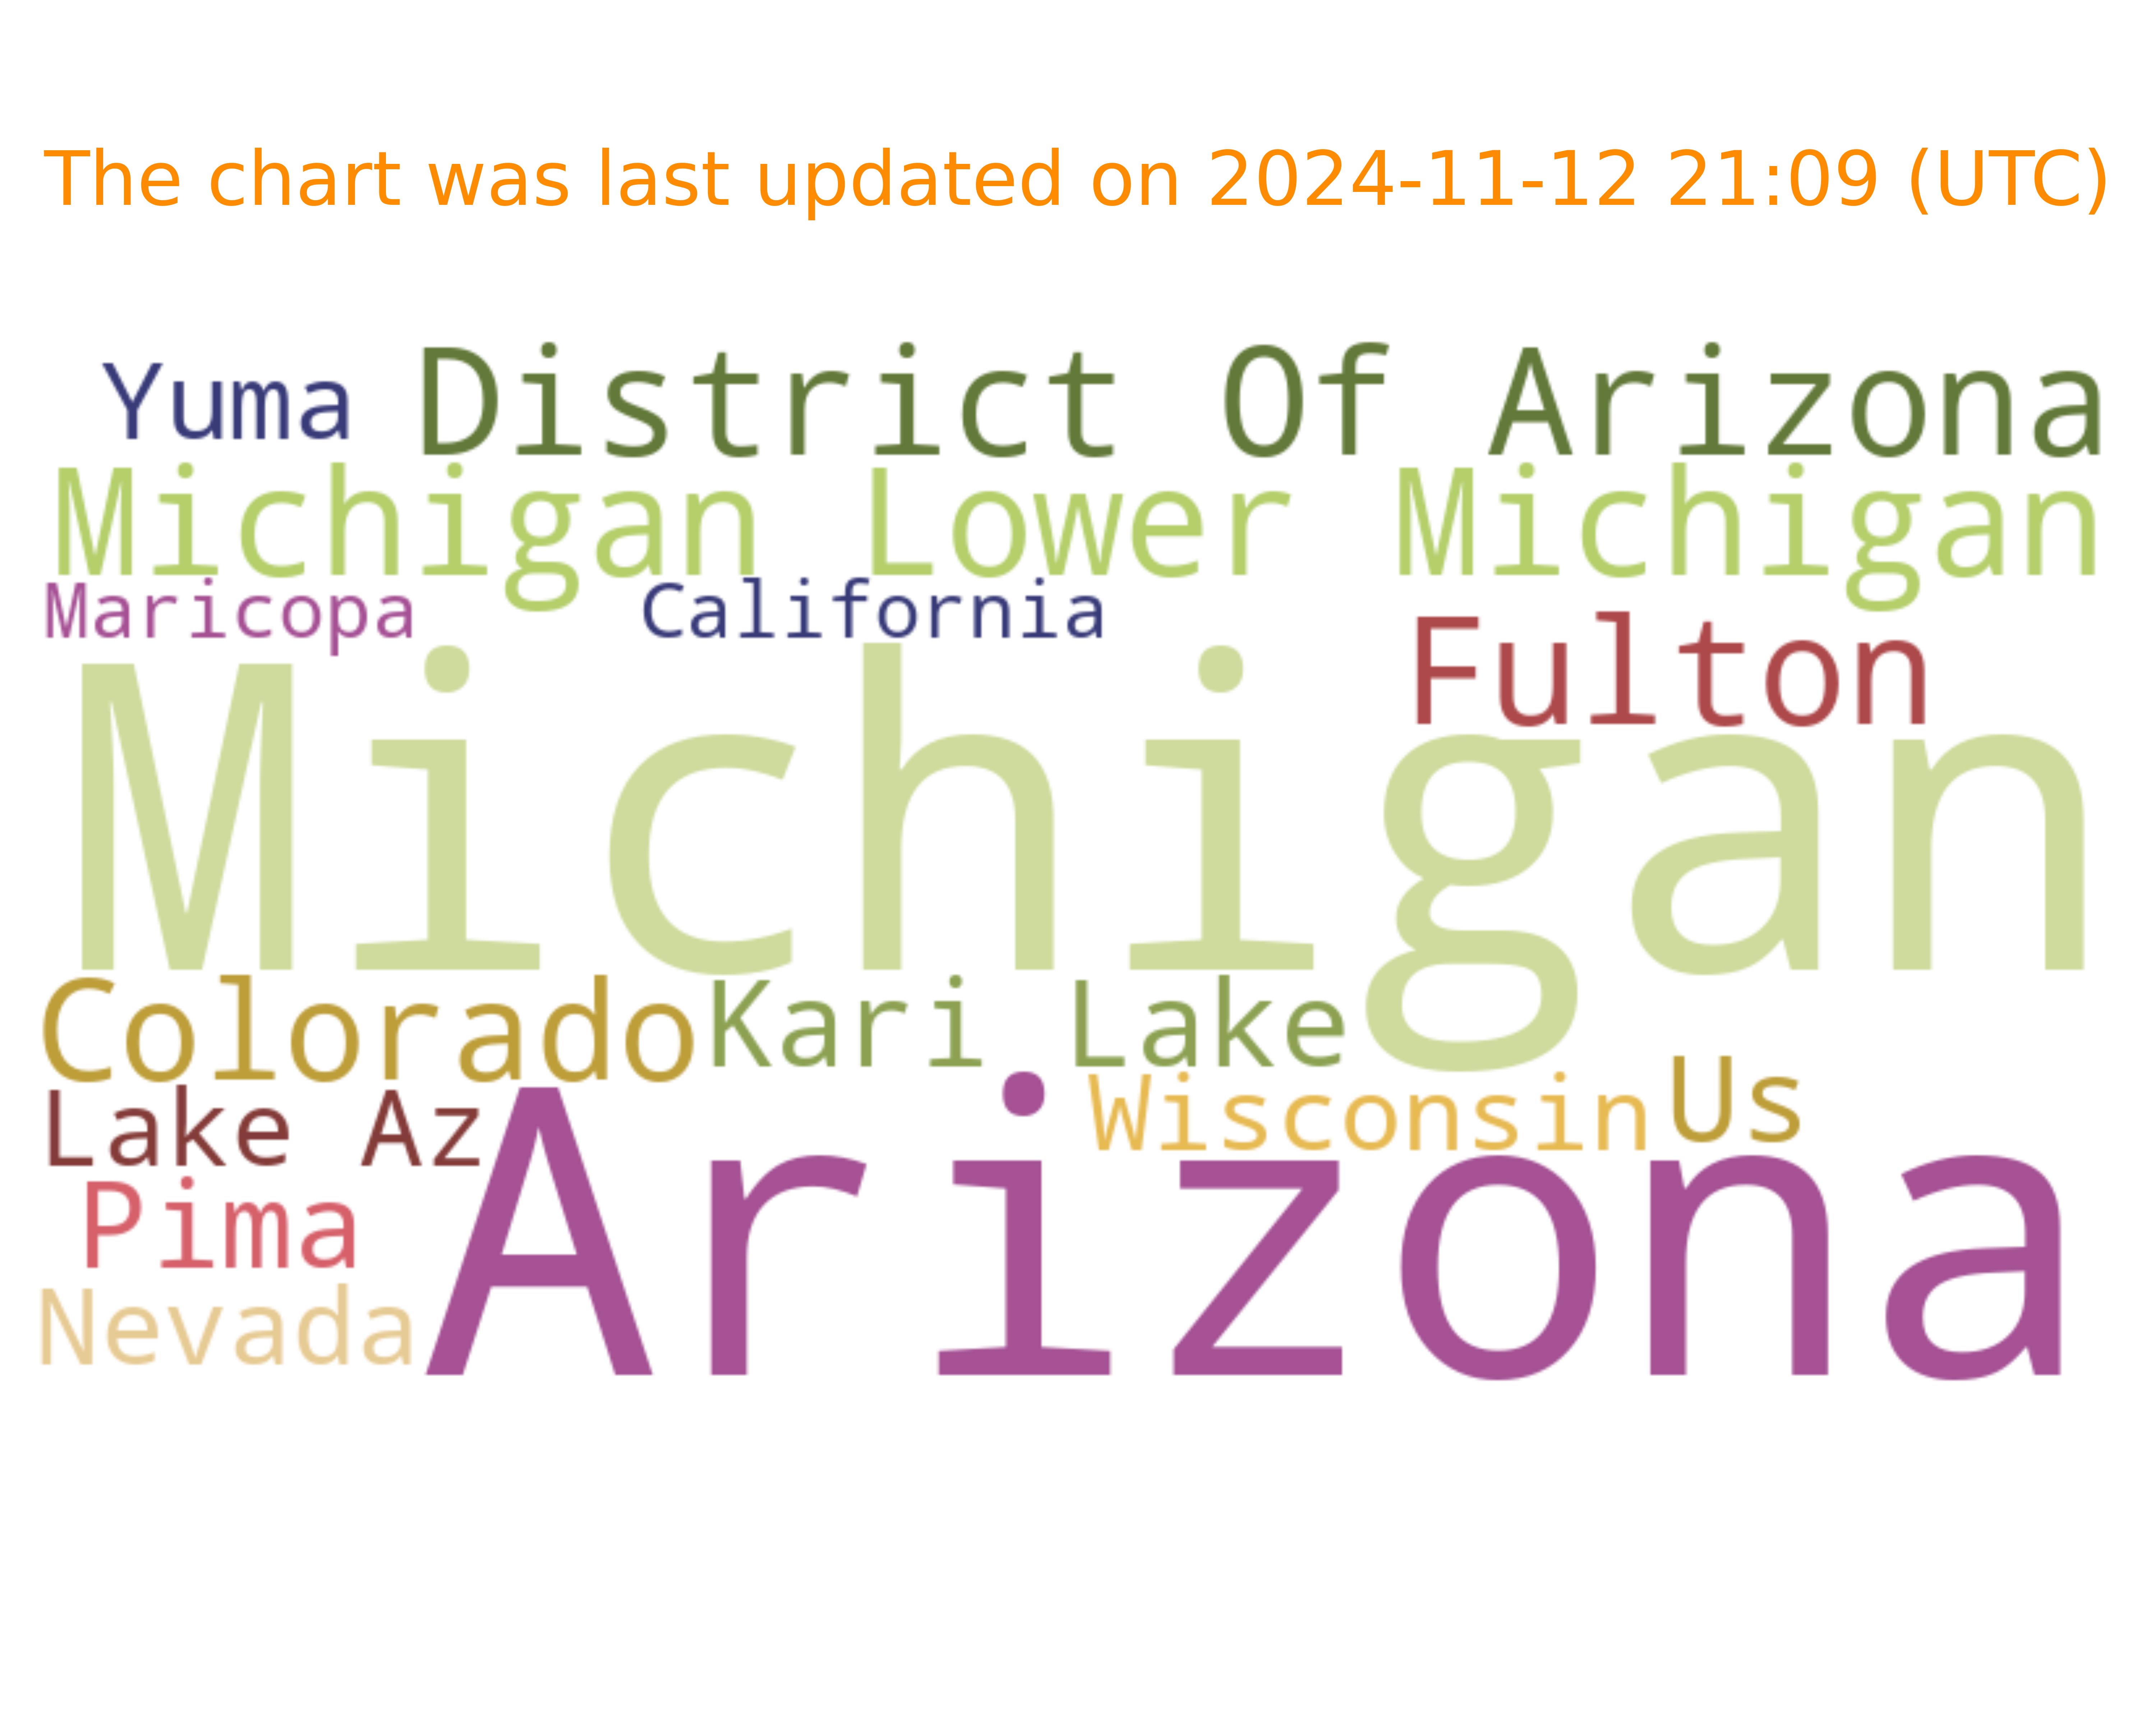 The chart was last updated on 2024-11-12 21:09 (UTC)
Yuma District Of Arizona
Michigan Lower Michigan
Maricopa California
Fulton
Michigan
Colorado Kari Lake
Lake Az Wisconsin Us
Arizona
Pima
Nevada